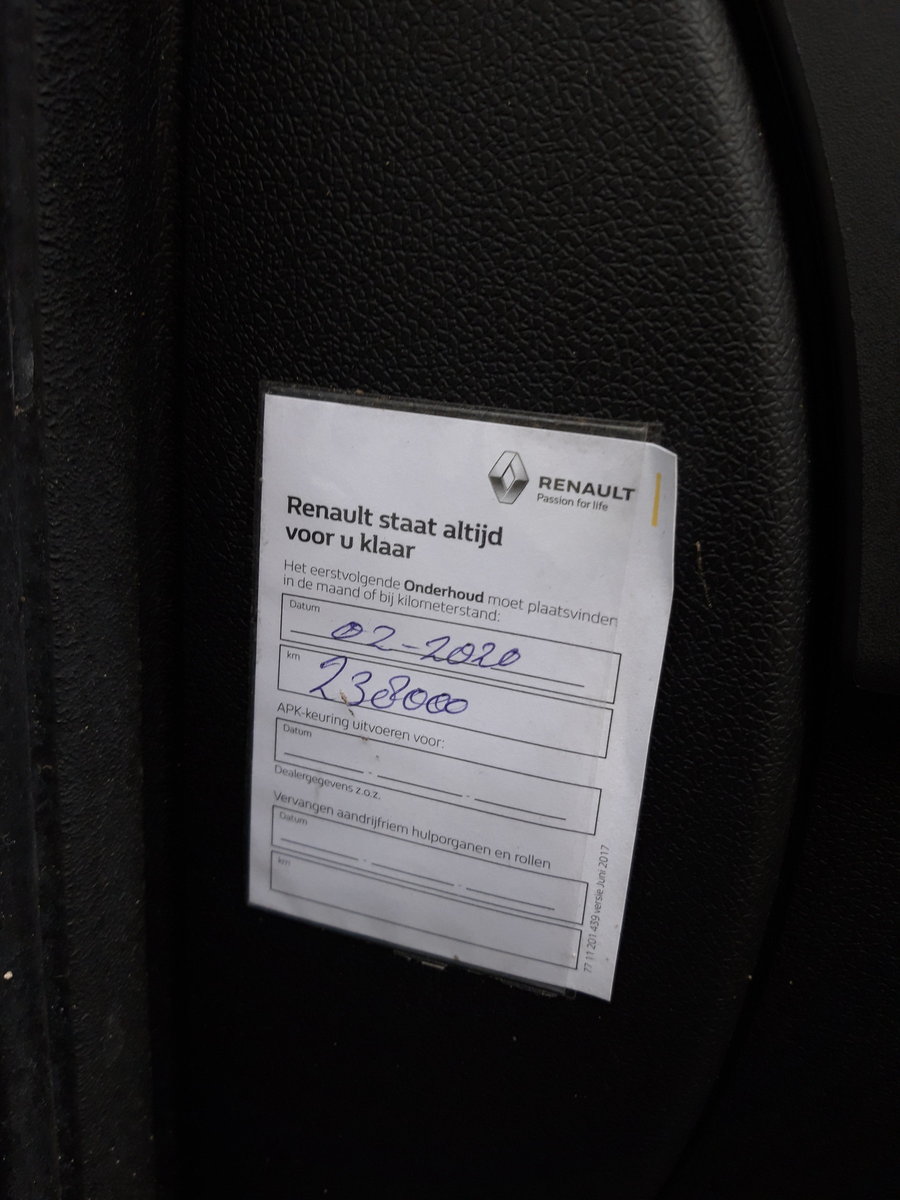 RENAULT
Passion for life
Renault staat altijd
voor u klaar
Het eerstvolgende Onderhoud moet plaatsvinden
in de maand of bij kilometerstand:
Datum
02-2020
km
238000
APK-keuring uitvoeren voor:
Datum
- -
Dealergegevens z.o.z.
Vervangen aandrijfriem hulporganen en rollen
Datum
- -
km
77 11 201 439 versie Juni 2017